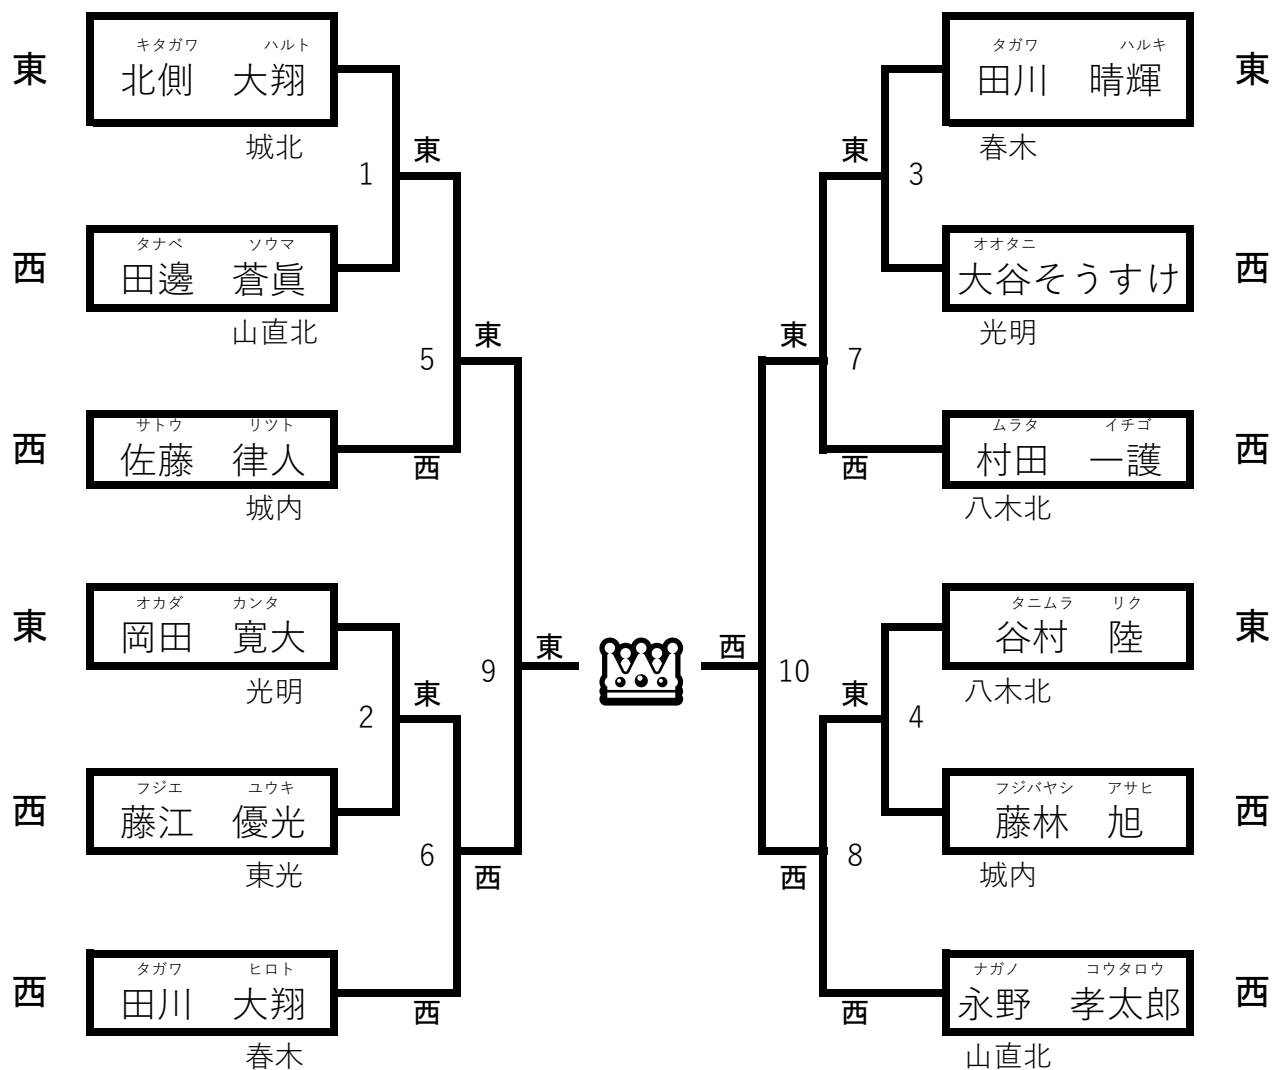 東
キタガワ ハルト
北側 大翔
城北
1
東
西
タナベ ソウマ
田邊 蒼眞
山直北
5
東
西
サトウ リツト
佐藤 律人
城内
西
東
オカダ カンタ
岡田 寛大
光明
2
東
9
東
西
フジエ ユウキ
藤江 優光
東光
6
西
西
タガワ ヒロト
田川 大翔
春木
西
タガワ ハルキ
田川 晴輝
東
春木
東
3
オオタニ
大谷そうすけ
西
光明
東
7
ムラタ イチゴ
村田 一護
西
八木北
西
タニムラ リク
谷村 陸
東
八木北
西
10
東
4
フジバヤシ アサヒ
藤林 旭
西
城内
西
8
ナガノ コウタロウ
永野 孝太郎
西
山直北
西